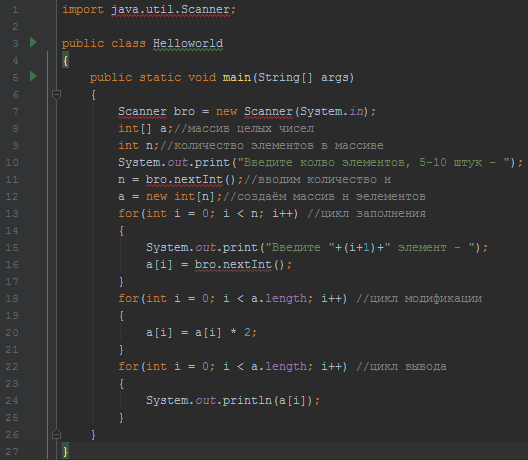 1 import java.util.Scanner;
2
3 public class Helloworld
4 {
5 public static void main(String[] args)
6 {
7 Scanner bro = new Scanner(System.in);
8 int[] a;//массив целых чисел
9 int n;//количество элементов в массиве
10 System.out.print("Введите колво элементов, 5-10 штук - ");
11 n = bro.nextInt();//вводим количество н
12 a = new int[n];//создаём массив н эелементов
13 for(int i = 0; i < n; i++) //цикл заполнения
14 {
15 System.out.print("Введите "+(i+1)+" элемент - ");
16 a[i] = bro.nextInt();
17 }
18 for(int i = 0; i < a.length; i++) //цикл модификации
19 {
20 a[i] = a[i] * 2;
21 }
22 for(int i = 0; i < a.length; i++) //цикл вывода
23 {
24 System.out.println(a[i]);
25 }
26 }
27 }